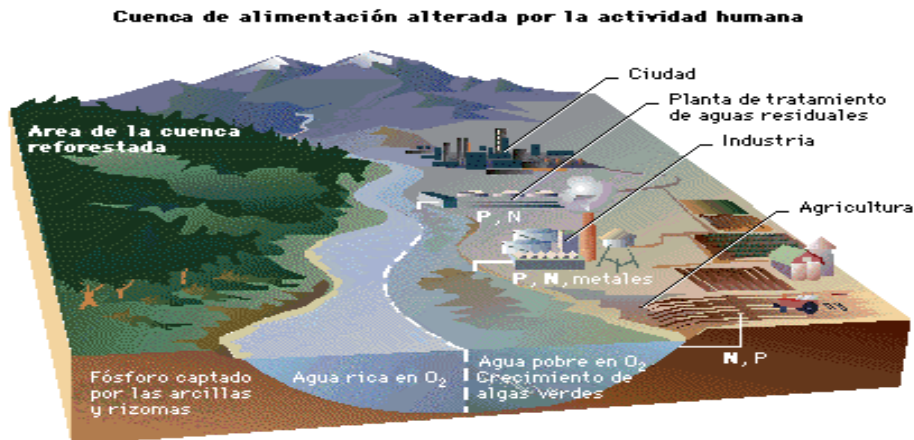 Cuenca de alimentación alterada por la actividad humana
Ciudad
Planta de tratamiento
de aguas residuales
Industria
Area de la cuenca
reforestada
Agricultura
P, N
P, N, metales
N, P
Fósforo captado
por las arcillas
y rizomas
Agua rica en O₂
Agua pobre en O₂
Crecimiento de
algas verdes